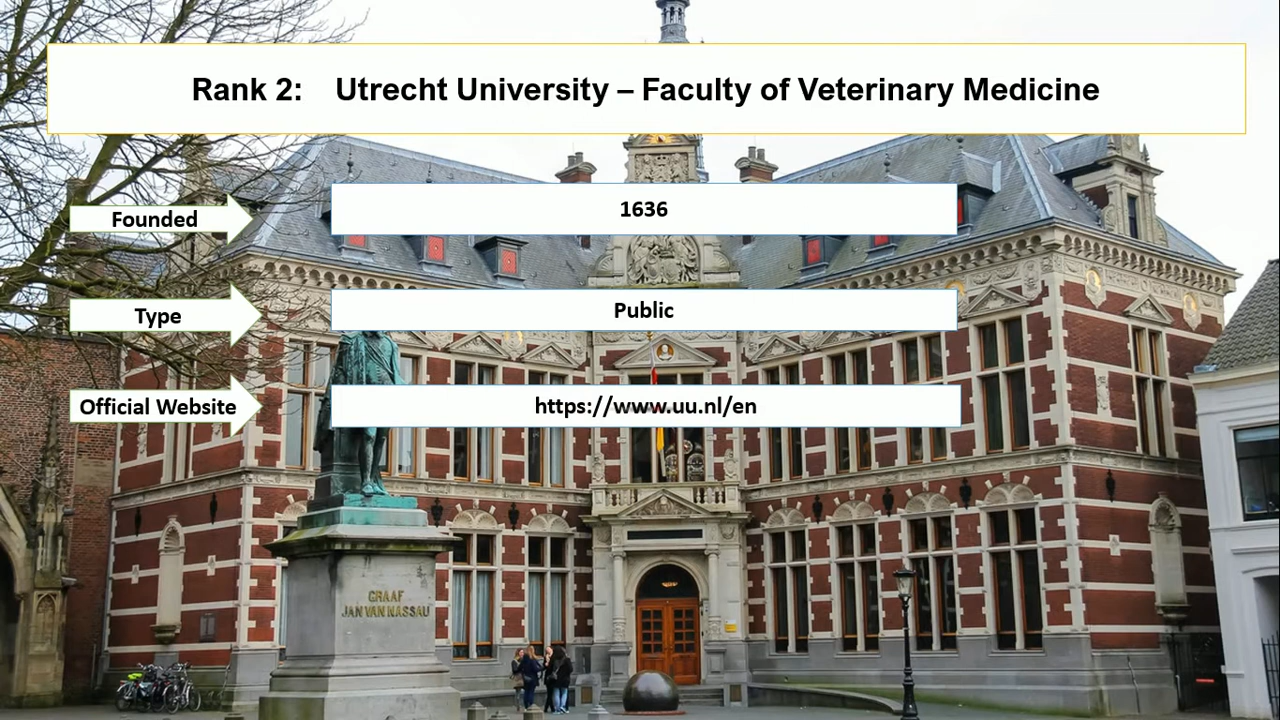 Rank 2: Utrecht University – Faculty of Veterinary Medicine
Founded
1636
Type
Public
Official Website
https://www.uu.nl/en
GRAAF
JAN VAN NASSAU